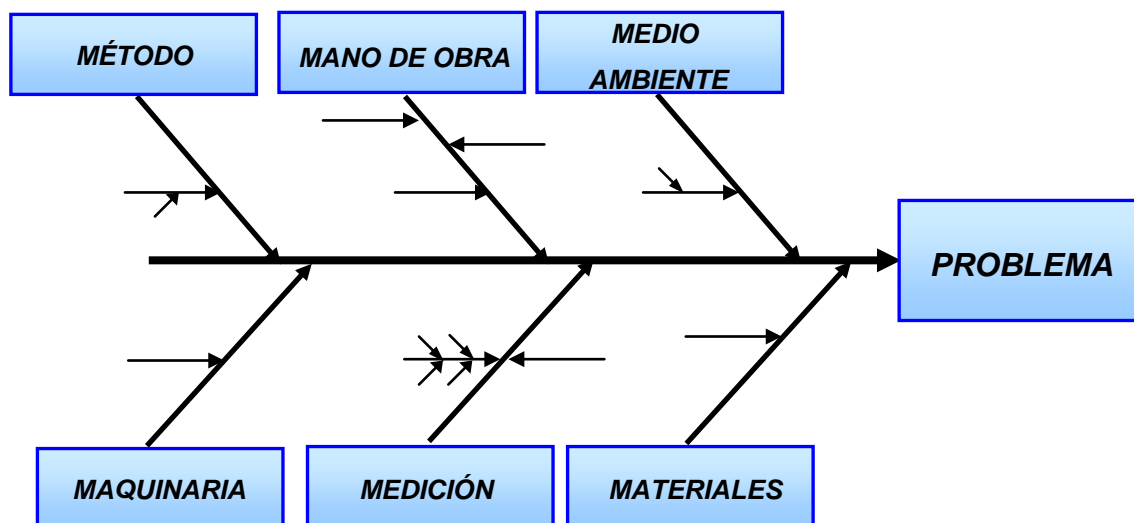 MÉTODO
MANO DE OBRA
MEDIO
AMBIENTE
PROBLEMA
MAQUINARIA
MEDICIÓN
MATERIALES